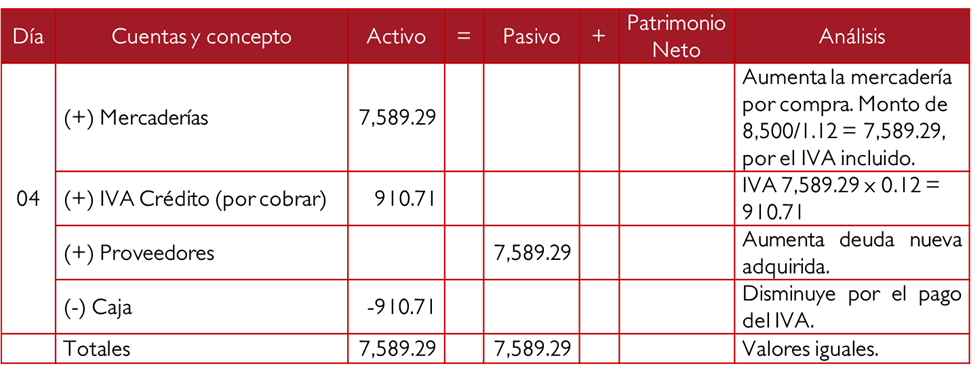 Día Cuentas y concepto Activo = Pasivo + Patrimonio Neto Análisis
04
(+) Mercaderías 7,589.29
Aumenta la mercadería
por compra. Monto de
8,500/1.12 = 7,589.29,
por el IVA incluido.
(+) IVA Crédito (por cobrar) 910.71
IVA 7,589.29 x 0.12 =
910.71
(+) Proveedores 7,589.29
Aumenta deuda nueva
adquirida.
(-) Caja -910.71
Disminuye por el pago
del IVA.
Totales 7,589.29 7,589.29 Valores iguales.